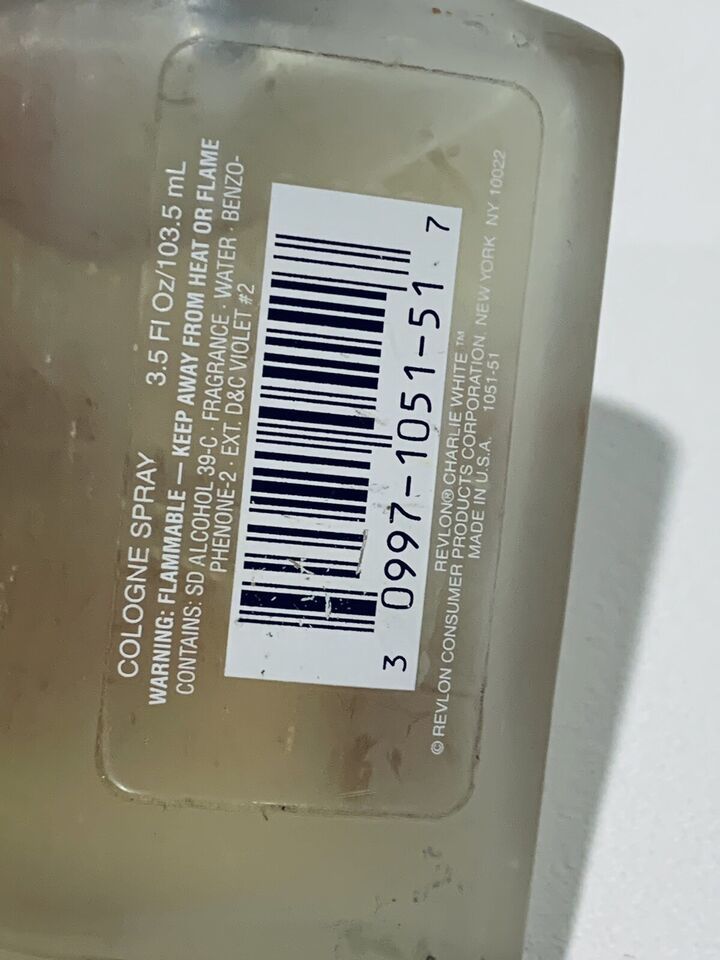 COLOGNE SPRAY 3.5 Fl Oz/103.5 mL
WARNING: FLAMMABLE — KEEP AWAY FROM HEAT OR FLAME
CONTAINS: SD ALCOHOL 39-C · FRAGRANCE · WATER · BENZO-
PHENONE-2 · EXT. D&C VIOLET #2
3 0997-1051-51 7
REVLON® CHARLIE WHITE™
© REVLON CONSUMER PRODUCTS CORPORATION, NEW YORK NY 10022
MADE IN U.S.A. 1051-51